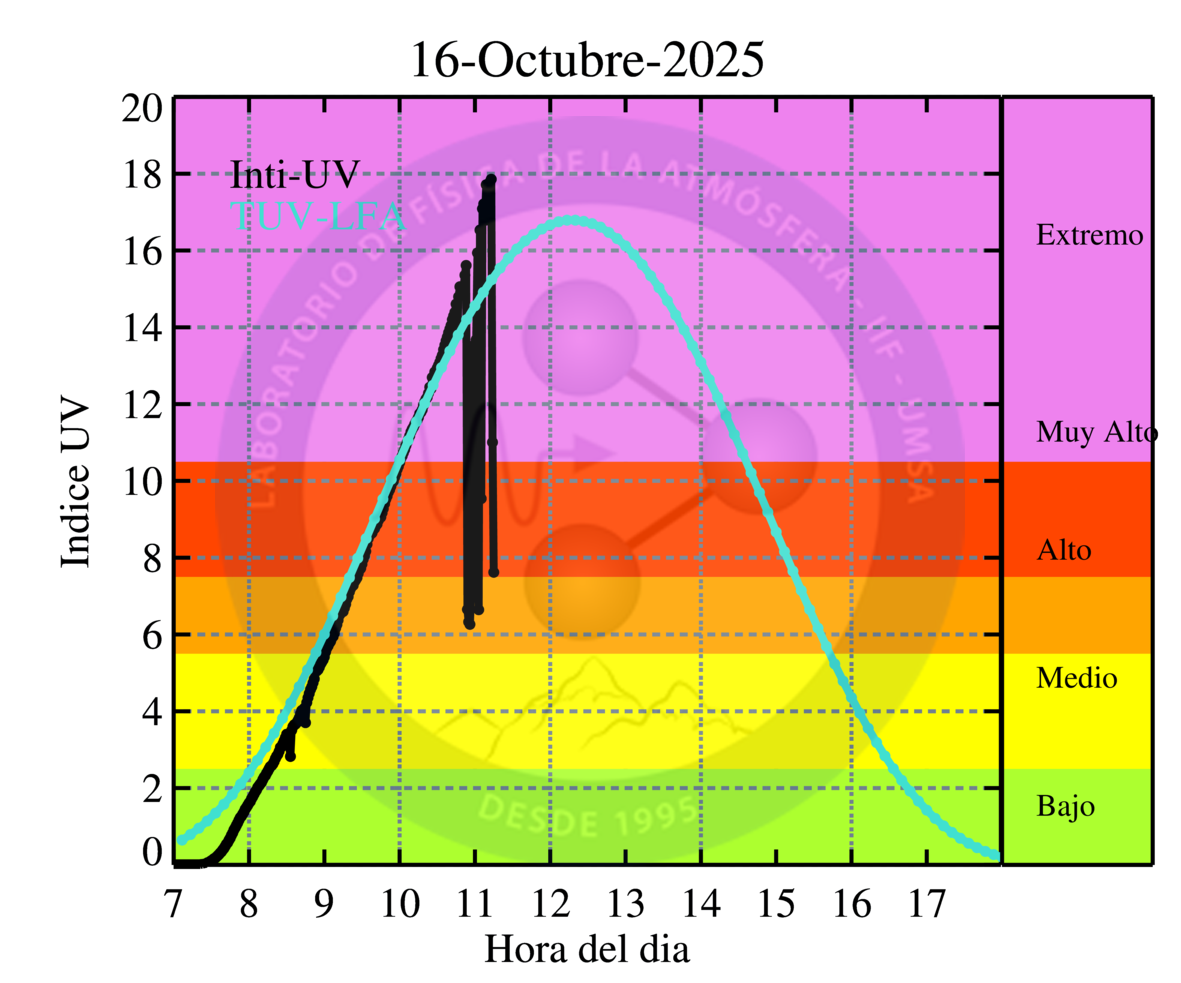 16-Octubre-2025
20
18
16
14
12
10
8
6
4
2
0
Indice UV
Inti-UV
TUV-LFA
LABORATORIO DE FÍSICA DE LA ATMÓSFERA - IIF - UMSA
DESDE 1995
Extremo
Muy Alto
Alto
Medio
Bajo
7 8 9 10 11 12 13 14 15 16 17
Hora del dia